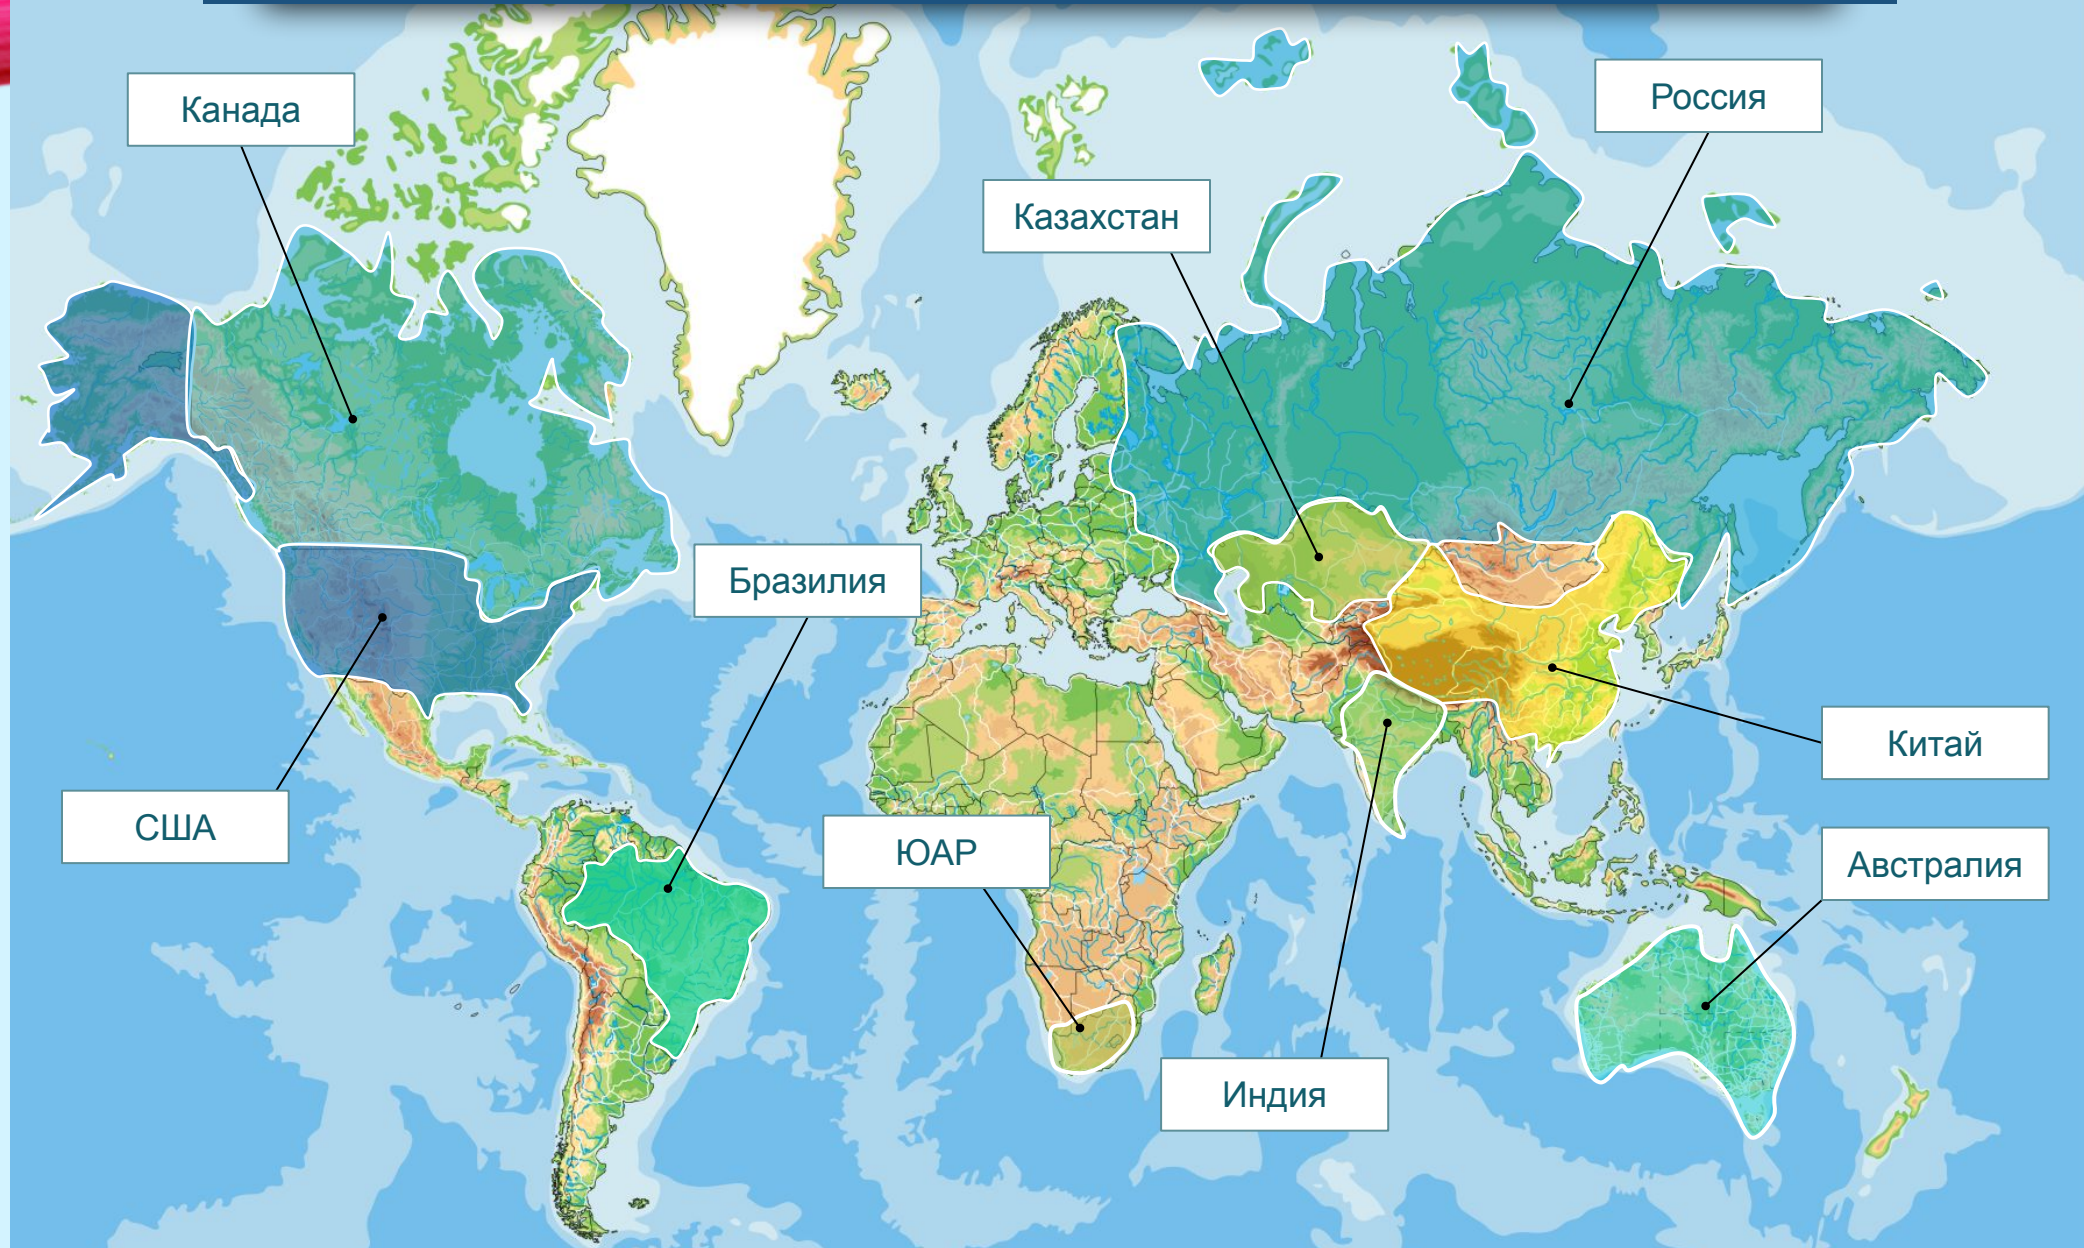 Россия
Канада
Казахстан
Бразилия
Китай
США
ЮАР
Австралия
Индия